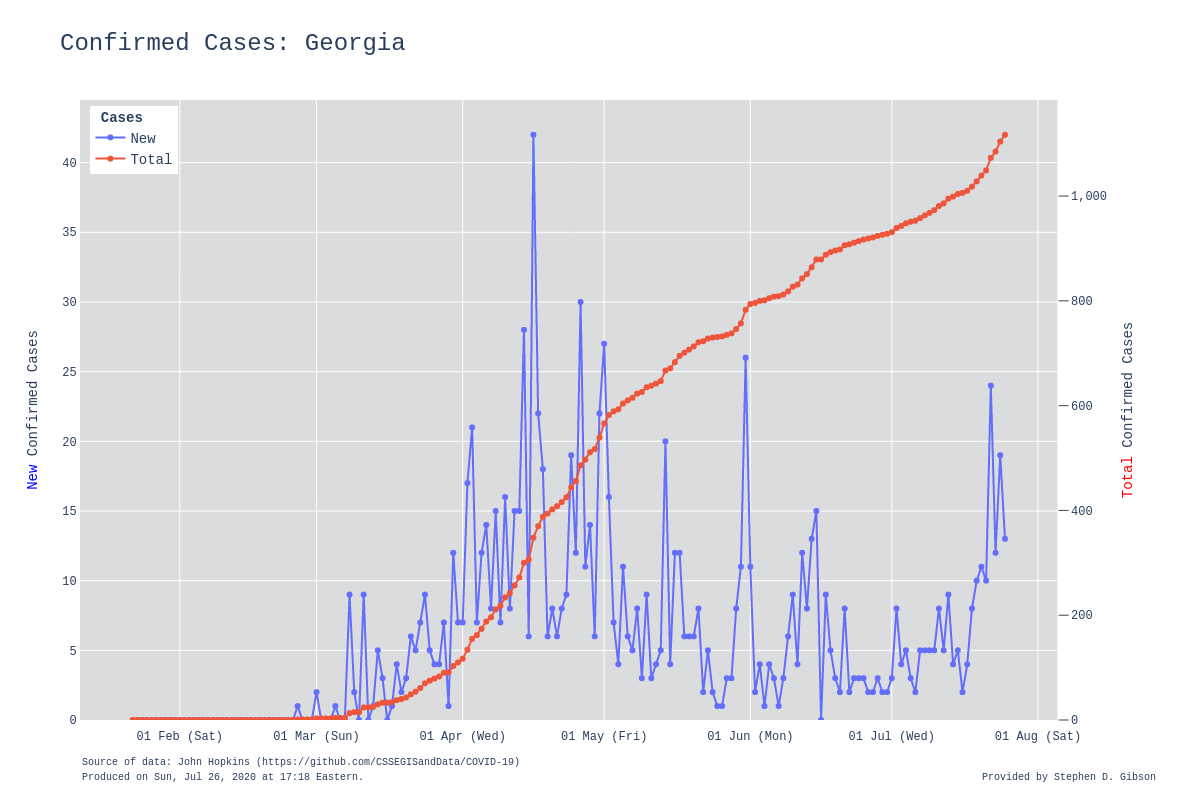 Confirmed Cases: Georgia
Cases
New
Total
40
35
30
25
20
15
10
5
0
New Confirmed Cases
1,000
800
600
400
200
0
Total Confirmed Cases
01 Feb (Sat) 01 Mar (Sun) 01 Apr (Wed) 01 May (Fri) 01 Jun (Mon) 01 Jul (Wed) 01 Aug (Sat)
Source of data: John Hopkins (https://github.com/CSSEGISandData/COVID-19)
Produced on Sun, Jul 26, 2020 at 17:18 Eastern.
Provided by Stephen D. Gibson